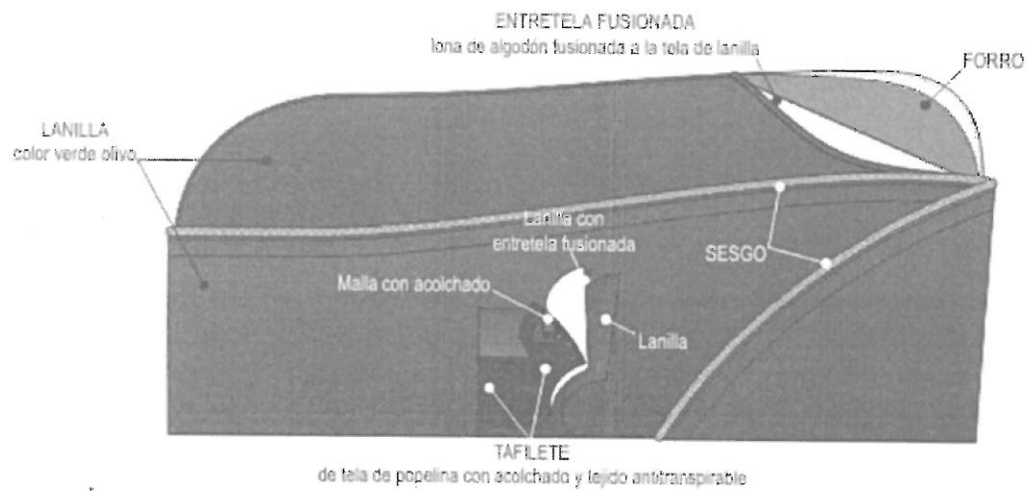 ENTRETELA FUSIONADA
lona de algodón fusionada a la tela de lanilla
FORRO
LANILLA
color verde olivo
Lanilla con
entretela fusionada
SESGO
Malla con acolchado
Lanilla
TAFILETE
de tela de popelina con acolchado y tejido antitranspirable